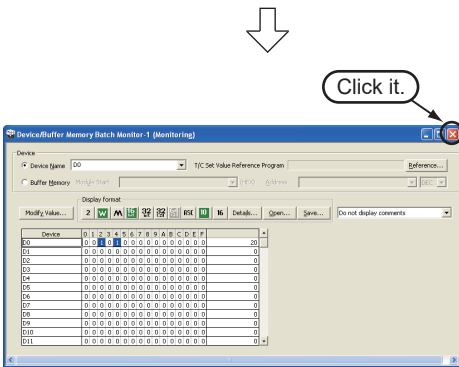 Click it.
Device/Buffer Memory Batch Monitor-1 (Monitoring)
Device
Device Name D0 T/C Set Value Reference Program Reference...
Buffer Memory Module Start (HEX) Address DEC
Display format
Modify Value... 2 W M 16bit 32bit 32 64 ASC 10 16 Details... Open... Save... Do not display comments
Device 0 1 2 3 4 5 6 7 8 9 A B C D E F
D0 0 0 1 0 1 0 0 0 0 0 0 0 0 0 0 0 20
D1 0 0 0 0 0 0 0 0 0 0 0 0 0 0 0 0 0
D2 0 0 0 0 0 0 0 0 0 0 0 0 0 0 0 0 0
D3 0 0 0 0 0 0 0 0 0 0 0 0 0 0 0 0 0
D4 0 0 0 0 0 0 0 0 0 0 0 0 0 0 0 0 0
D5 0 0 0 0 0 0 0 0 0 0 0 0 0 0 0 0 0
D6 0 0 0 0 0 0 0 0 0 0 0 0 0 0 0 0 0
D7 0 0 0 0 0 0 0 0 0 0 0 0 0 0 0 0 0
D8 0 0 0 0 0 0 0 0 0 0 0 0 0 0 0 0 0
D9 0 0 0 0 0 0 0 0 0 0 0 0 0 0 0 0 0
D10 0 0 0 0 0 0 0 0 0 0 0 0 0 0 0 0 0
D11 0 0 0 0 0 0 0 0 0 0 0 0 0 0 0 0 0